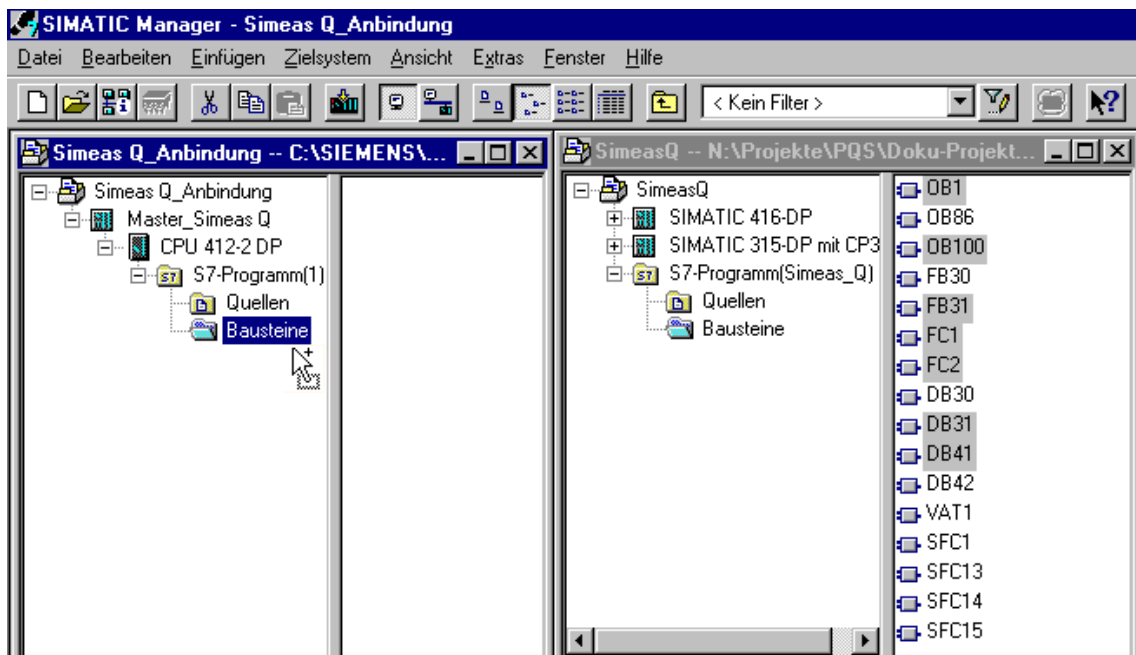 SIMATIC Manager - Simeas Q_Anbindung
Datei Bearbeiten Einfügen Zielsystem Ansicht Extras Fenster Hilfe
< Kein Filter >
Simeas Q_Anbindung -- C:\SIEMENS\...
Simeas Q_Anbindung
Master_Simeas Q
CPU 412-2 DP
S7-Programm(1)
Quellen
Bausteine
SimeasQ -- N:\Projekte\PQS\Doku-Projekt...
SimeasQ
SIMATIC 416-DP
SIMATIC 315-DP mit CP3
S7-Programm(Simeas_Q)
Quellen
Bausteine
OB1
OB86
OB100
FB30
FB31
FC1
FC2
DB30
DB31
DB41
DB42
VAT1
SFC1
SFC13
SFC14
SFC15